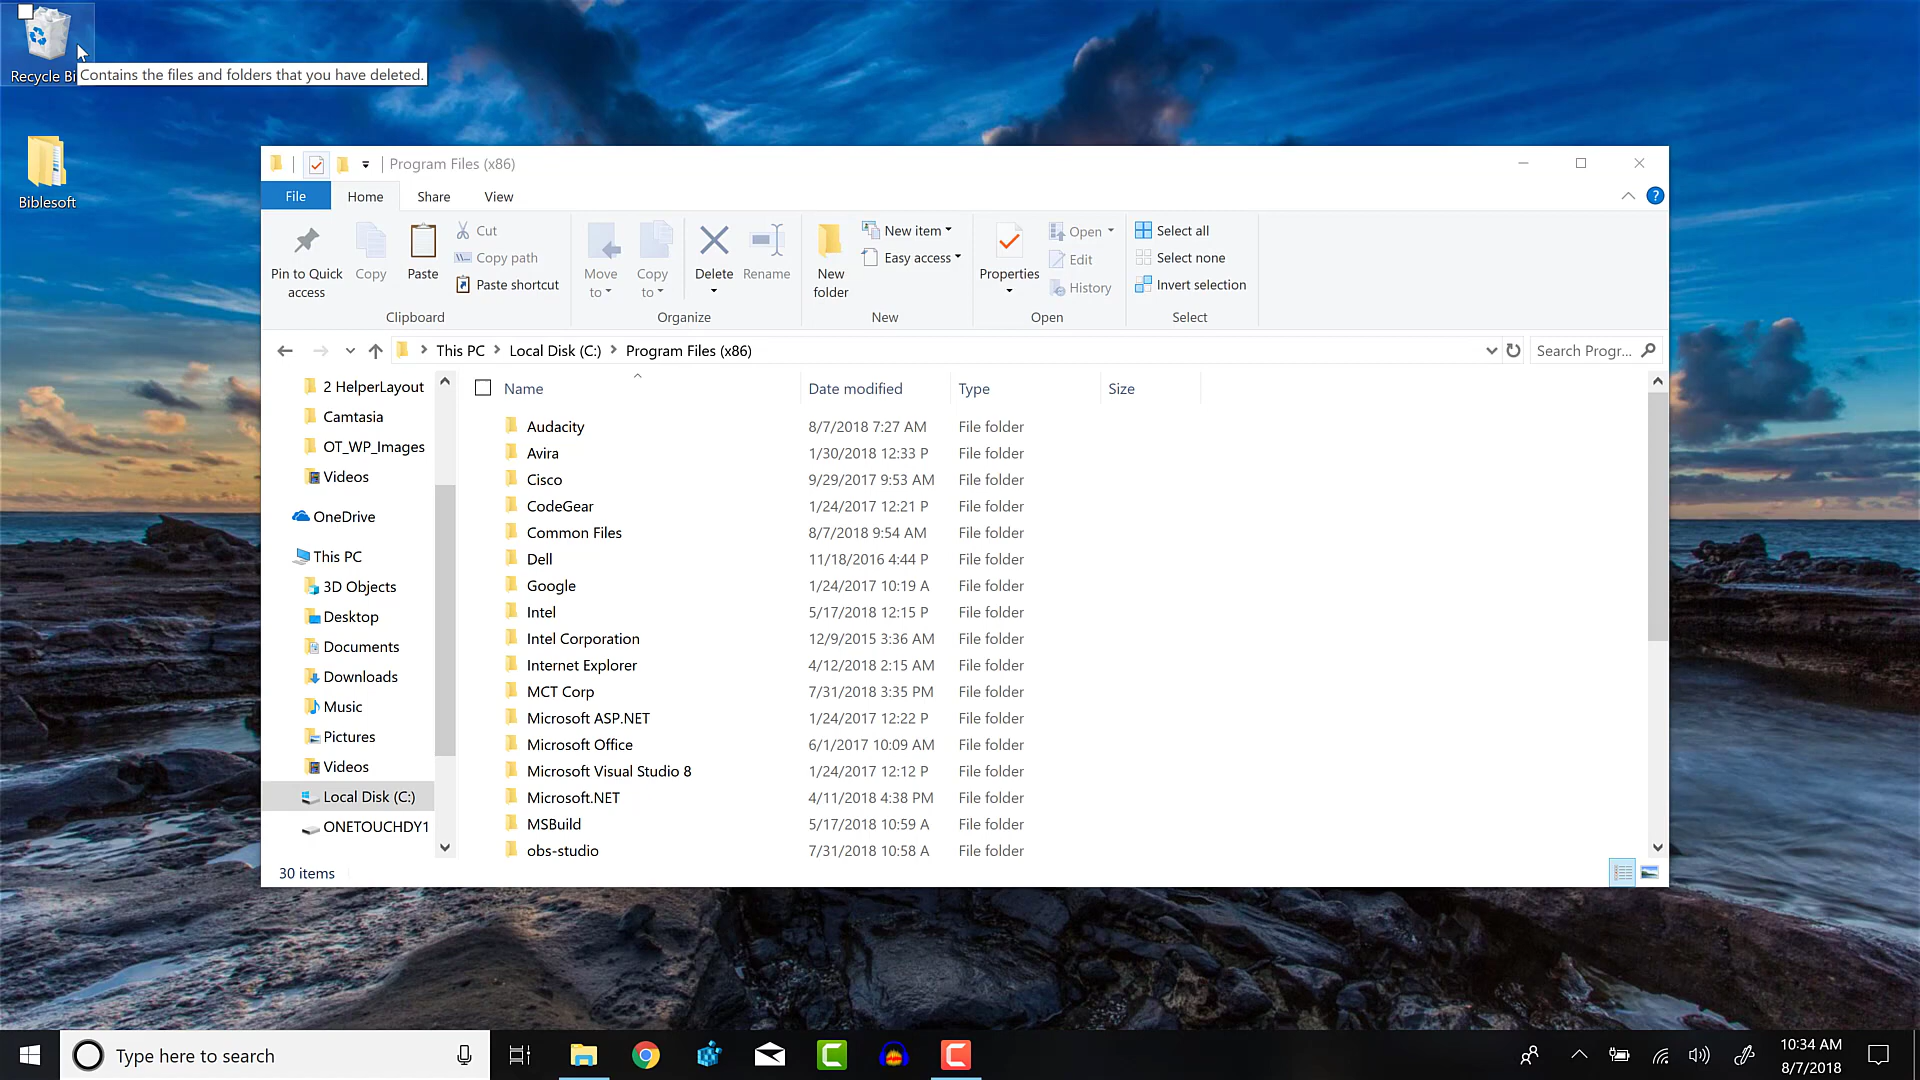 Recycle Bi
Contains the files and folders that you have deleted.
Biblesoft
Program Files (x86)
File Home Share View
Pin to Quick access
Copy
Paste
Cut
Copy path
Paste shortcut
Clipboard
Move to
Copy to
Delete
Rename
Organize
New folder
New item
Easy access
New
Properties
Open
Edit
History
Open
Select all
Select none
Invert selection
Select
This PC Local Disk (C:) Program Files (x86)
Search Progr...
2 HelperLayout
Camtasia
OT_WP_Images
Videos
OneDrive
This PC
3D Objects
Desktop
Documents
Downloads
Music
Pictures
Videos
Local Disk (C:)
ONETOUCHDY1
Name Date modified Type Size
Audacity 8/7/2018 7:27 AM File folder
Avira 1/30/2018 12:33 P File folder
Cisco 9/29/2017 9:53 AM File folder
CodeGear 1/24/2017 12:21 P File folder
Common Files 8/7/2018 9:54 AM File folder
Dell 11/18/2016 4:44 P File folder
Google 1/24/2017 10:19 A File folder
Intel 5/17/2018 12:15 P File folder
Intel Corporation 12/9/2015 3:36 AM File folder
Internet Explorer 4/12/2018 2:15 AM File folder
MCT Corp 7/31/2018 3:35 PM File folder
Microsoft ASP.NET 1/24/2017 12:22 P File folder
Microsoft Office 6/1/2017 10:09 AM File folder
Microsoft Visual Studio 8 1/24/2017 12:12 P File folder
Microsoft.NET 4/11/2018 4:38 PM File folder
MSBuild 5/17/2018 10:59 A File folder
obs-studio 7/31/2018 10:58 A File folder
30 items
Type here to search
10:34 AM
8/7/2018